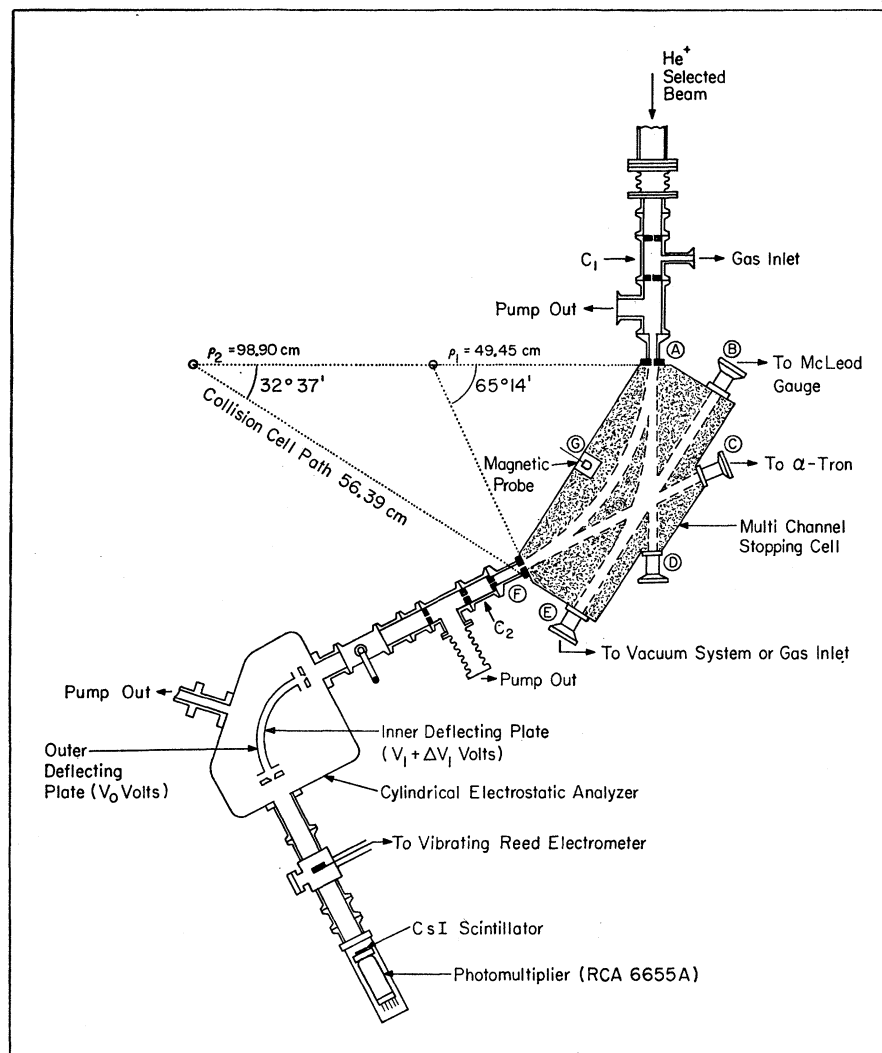 He+
Selected
Beam
C1
Gas Inlet
Pump Out
A
B
To McLeod
Gauge
ρ2 = 98.90 cm
ρ1 = 49.45 cm
32° 37'
65° 14'
Collision Cell Path 56.39 cm
G
Magnetic
Probe
C
To α-Tron
Multi Channel
Stopping Cell
D
F
C2
E
To Vacuum System or Gas Inlet
Pump Out
Pump Out
Inner Deflecting Plate
(V1 + ΔV1 Volts)
Outer
Deflecting
Plate (Vo Volts)
Cylindrical Electrostatic Analyzer
To Vibrating Reed Electrometer
CsI Scintillator
Photomultiplier (RCA 6655A)